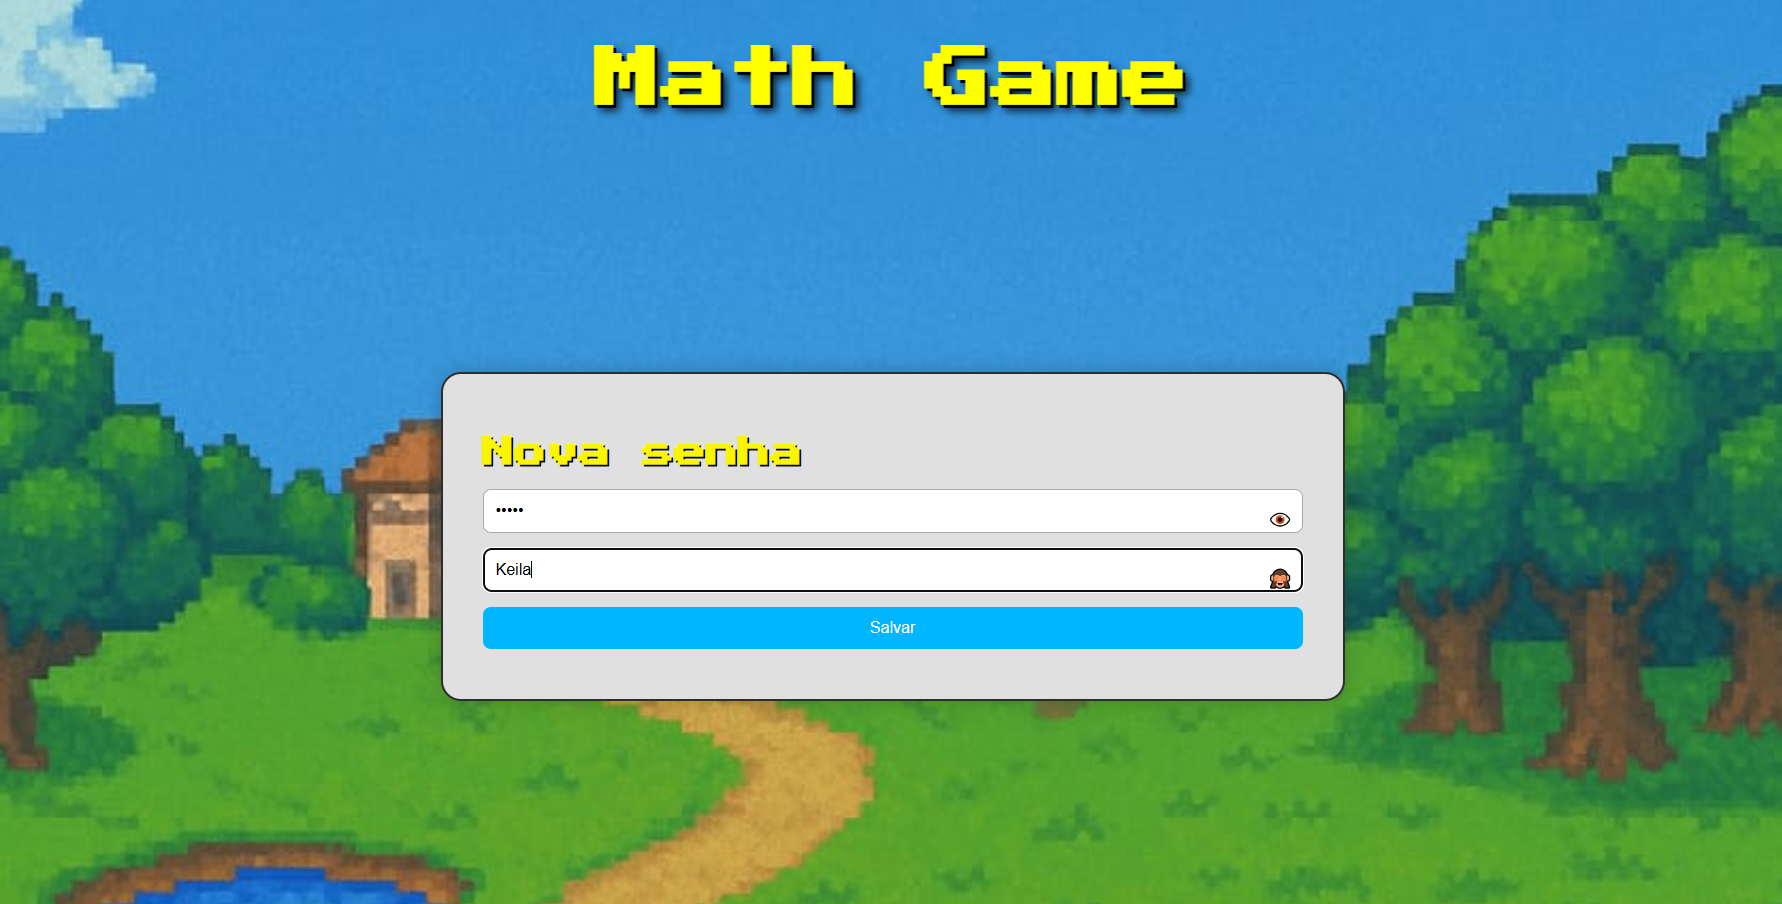 Math Game
Nova senha
•••••
Keila
Salvar